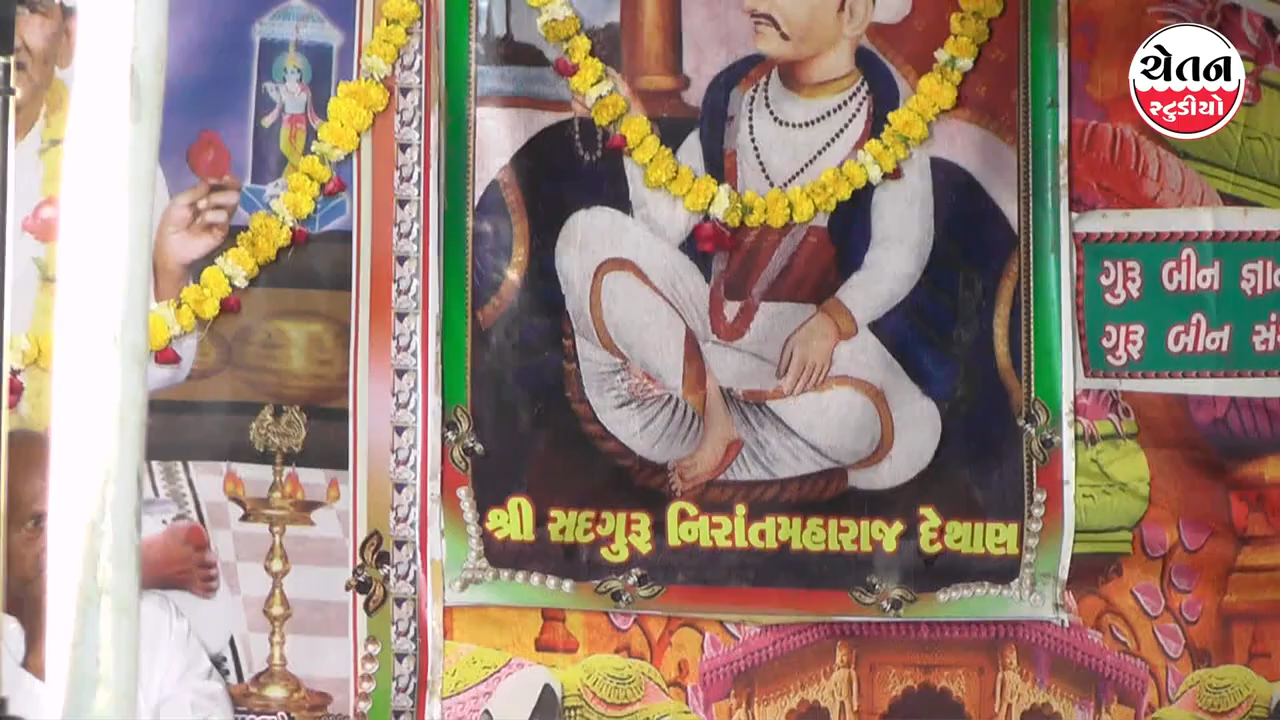 ચેતન
સ્ટુડીયો
ગુરૂ બીન
ગુરૂ બીન
શ્રી સદગુરૂ નિરાંતમહારાજ દેથાણ